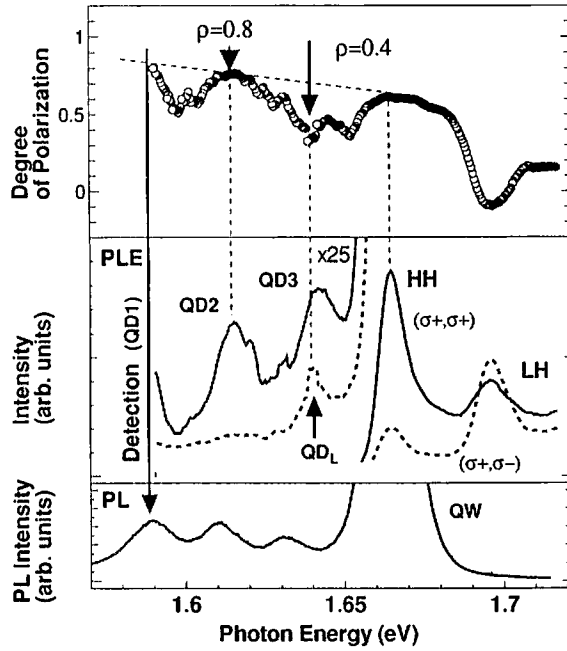 ρ=0.8
ρ=0.4
1
0.5
0
Degree
of Polarization
PLE
x25
QD2
QD3
HH
(σ+,σ+)
LH
QD_L
(σ+,σ−)
Detection (QD1)
Intensity
(arb. units)
PL
QW
PL Intensity
(arb. units)
1.6
1.65
1.7
Photon Energy (eV)